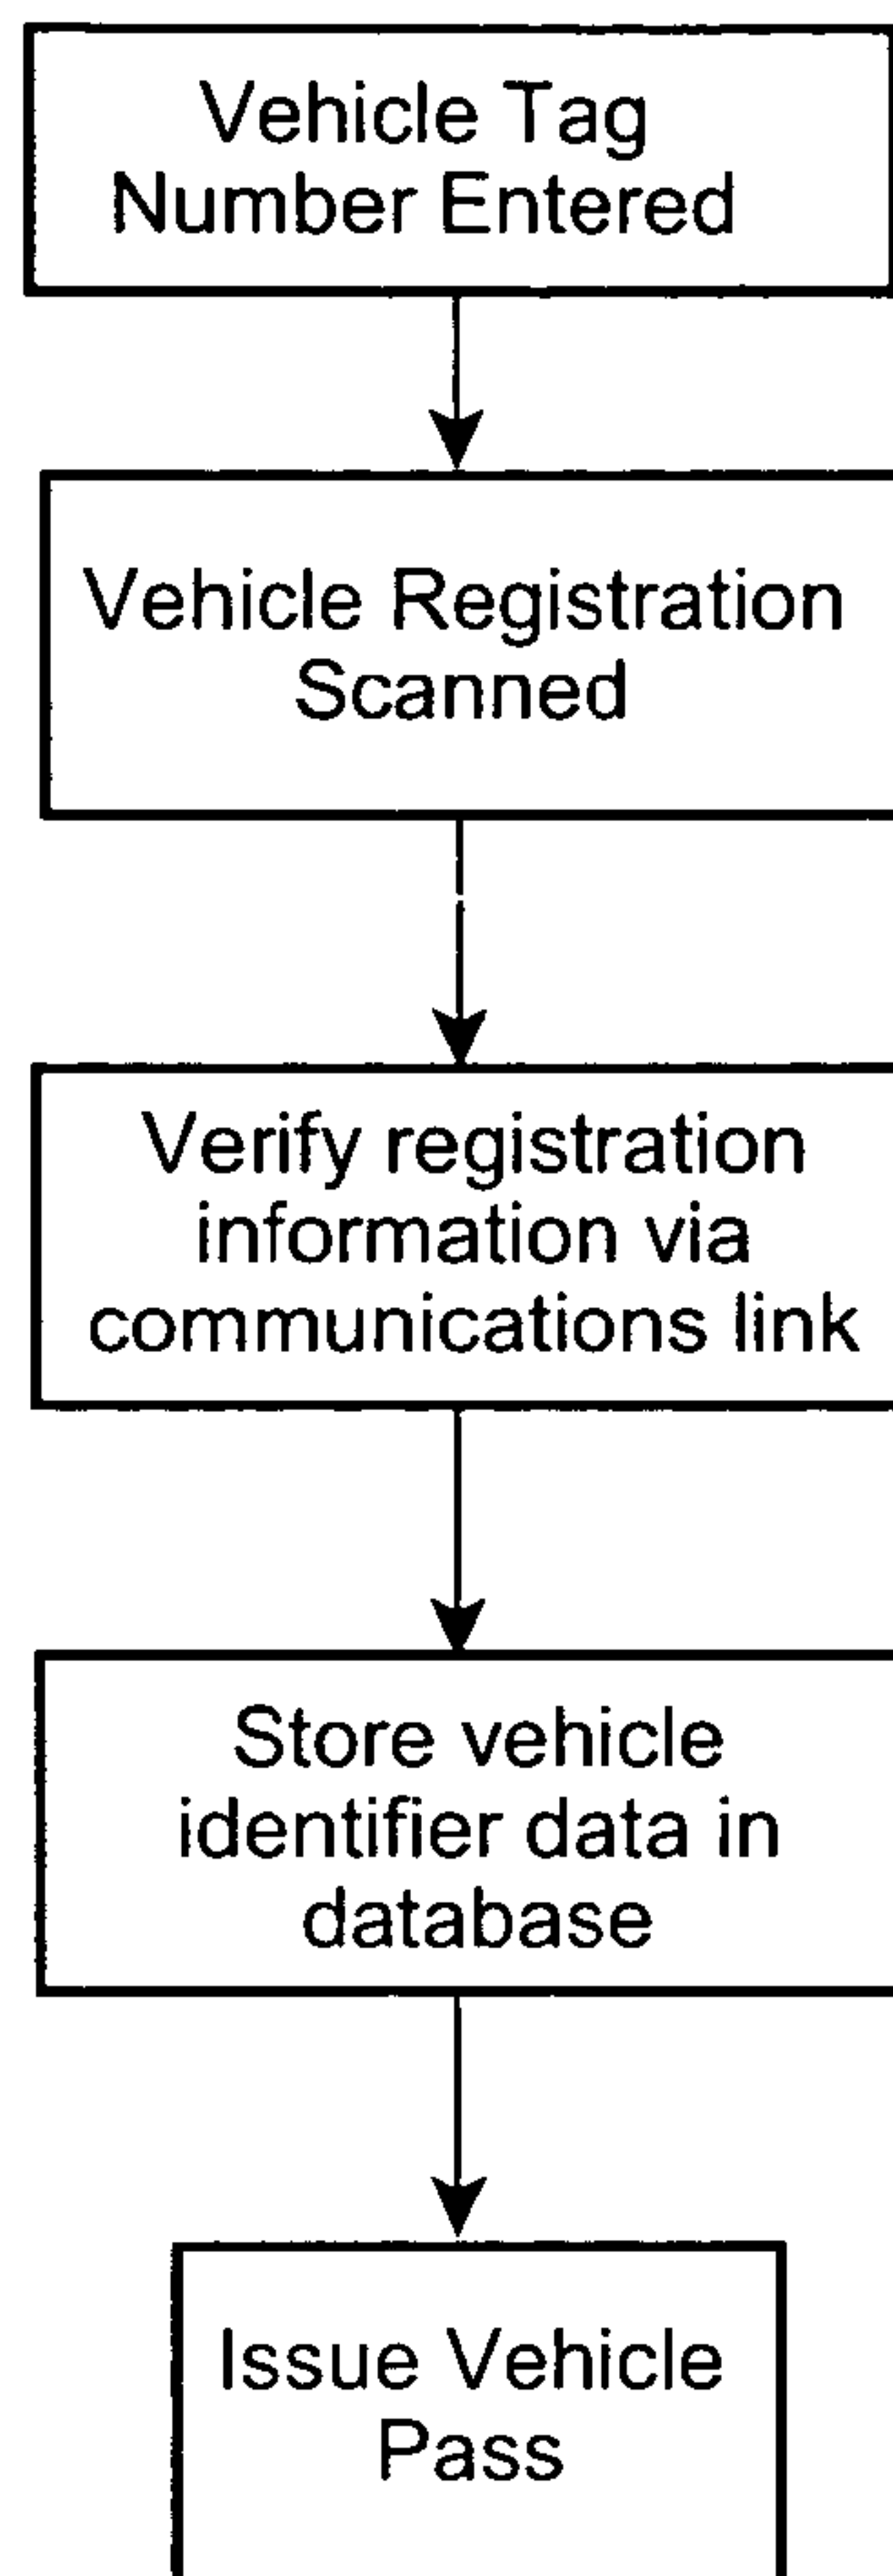 Vehicle Tag
Number Entered
Vehicle Registration
Scanned
Verify registration
information via
communications link
Store vehicle
identifier data in
database
Issue Vehicle
Pass